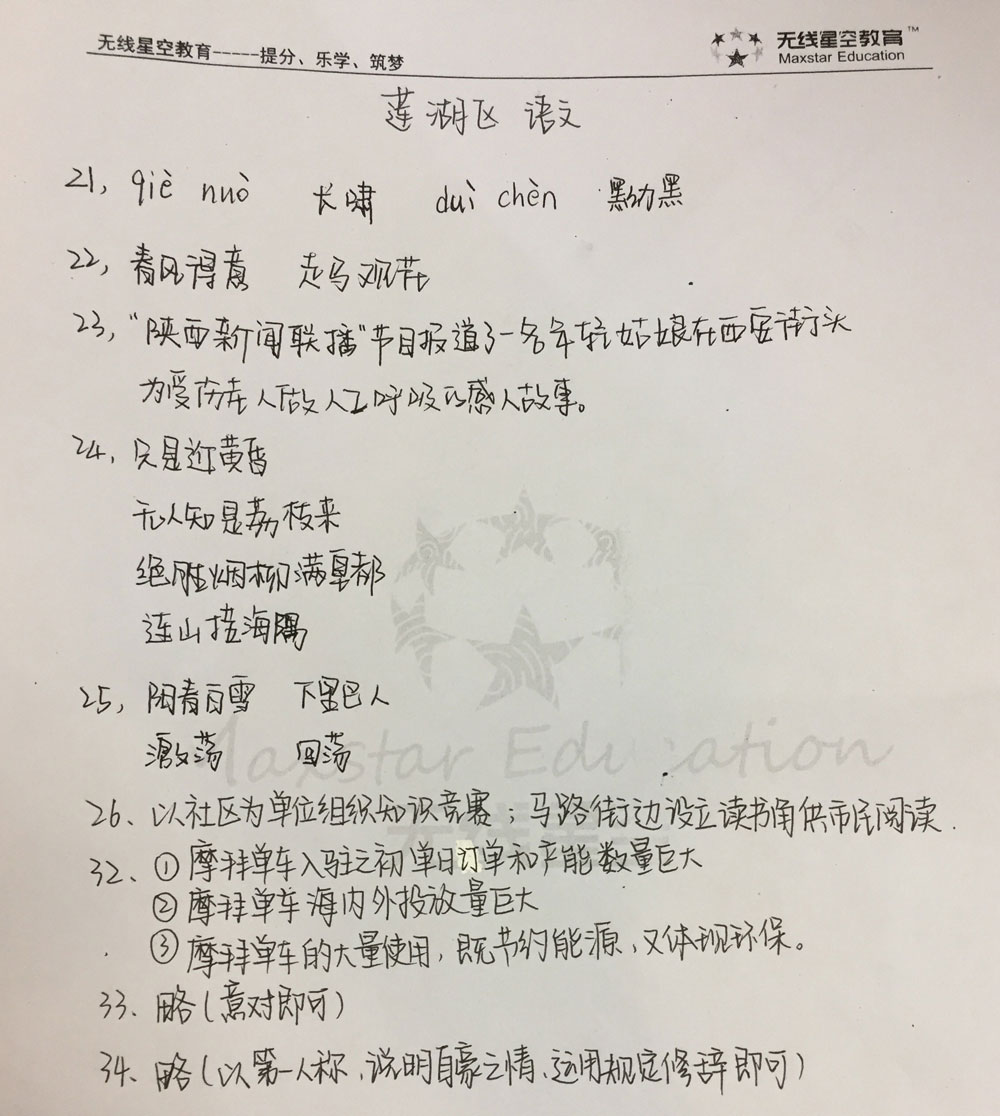 无线星空教育-----提分、乐学、筑梦
无线星空教育™
Maxstar Education
莲湖区 语文
21, qiè nuò 长啸 duì chèn 黑幼黑
22, 春风得意 走马观花
23, “陕西新闻联播”节目报道了一名年轻姑娘在西安街头
为受伤老人做人工呼吸的感人故事。
24, 只是近黄昏
无人知是荔枝来
绝胜烟柳满皇都
连山接海隅
25, 阳春白雪 下里巴人
激荡 回荡
26、以社区为单位组织知识竞赛；马路街边设立读书角供市民阅读.
32、①摩拜单车入驻之初单日订单和产能数量巨大
②摩拜单车海内外投放量巨大
③摩拜单车的大量使用，既节约能源，又体现环保。
33、略（意对即可）
34、略（以第一人称、说明自豪之情、运用规定修辞即可）
Maxstar Education